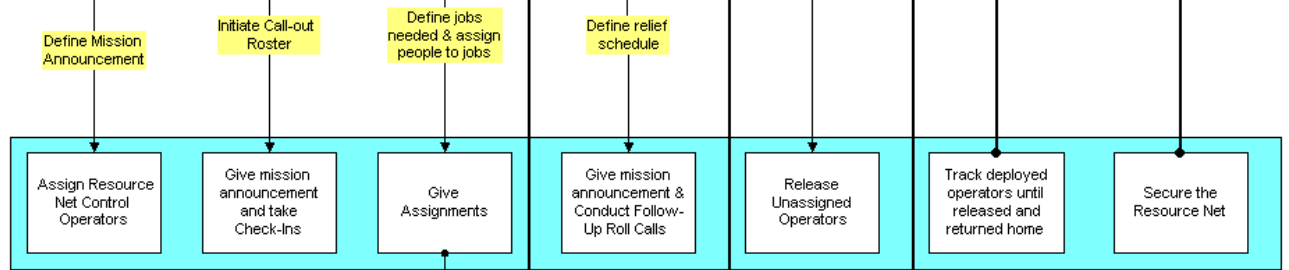 Define Mission
Announcement
Initiate Call-out
Roster
Define jobs
needed & assign
people to jobs
Define relief
schedule
Assign Resource
Net Control
Operators
Give mission
announcement
and take
Check-Ins
Give
Assignments
Give mission
announcement &
Conduct Follow-
Up Roll Calls
Release
Unassigned
Operators
Track deployed
operators until
released and
returned home
Secure the
Resource Net